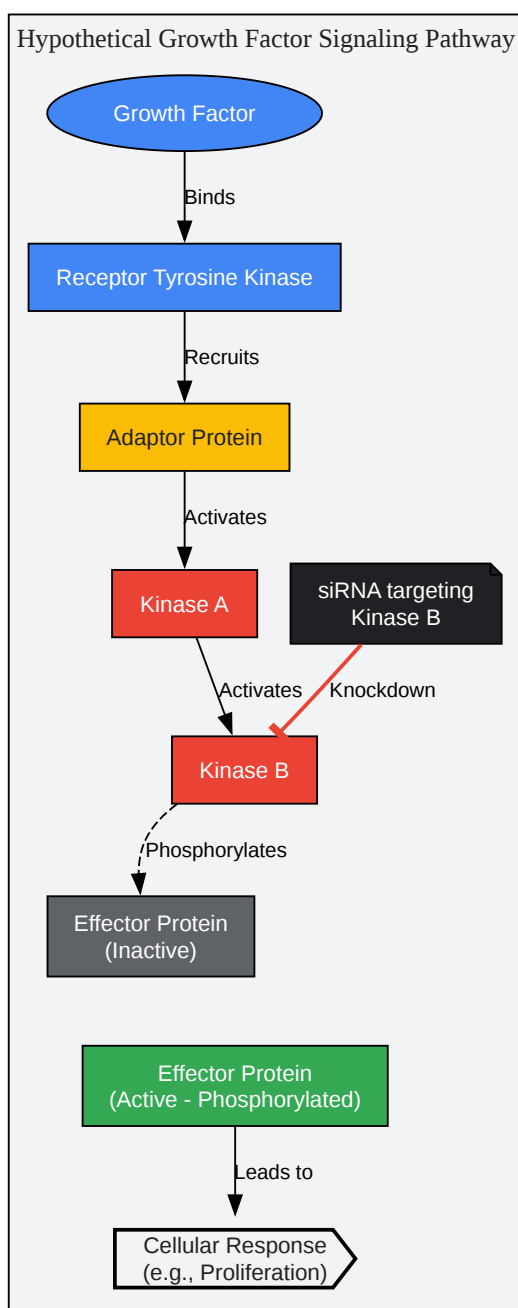 Hypothetical Growth Factor Signaling Pathway
Growth Factor
Binds
Receptor Tyrosine Kinase
Recruits
Adaptor Protein
Activates
Kinase A
siRNA targeting
Kinase B
Activates
Knockdown
Kinase B
Phosphorylates
Effector Protein
(Inactive)
Effector Protein
(Active - Phosphorylated)
Leads to
Cellular Response
(e.g., Proliferation)